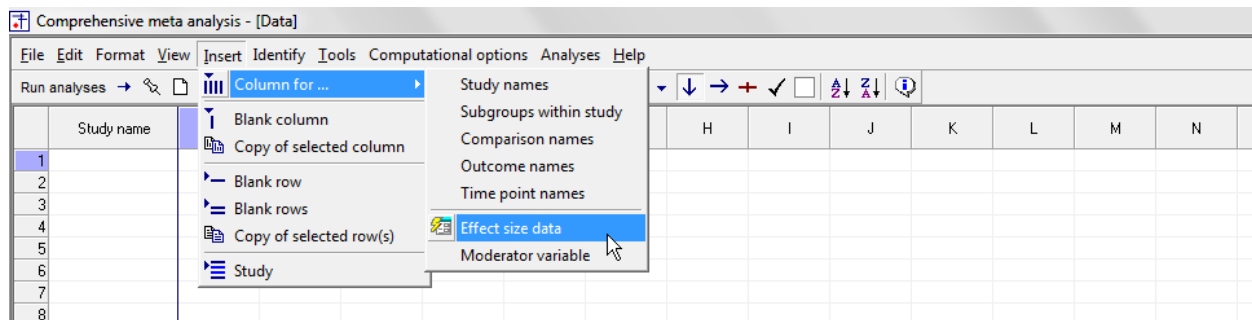 Comprehensive meta analysis - [Data]
File Edit Format View Insert Identify Tools Computational options Analyses Help
Run analyses
Column for ...
Blank column
Copy of selected column
Blank row
Blank rows
Copy of selected row(s)
Study
Study names
Subgroups within study
Comparison names
Outcome names
Time point names
Effect size data
Moderator variable
Study name H I J K L M N
1
2
3
4
5
6
7
8